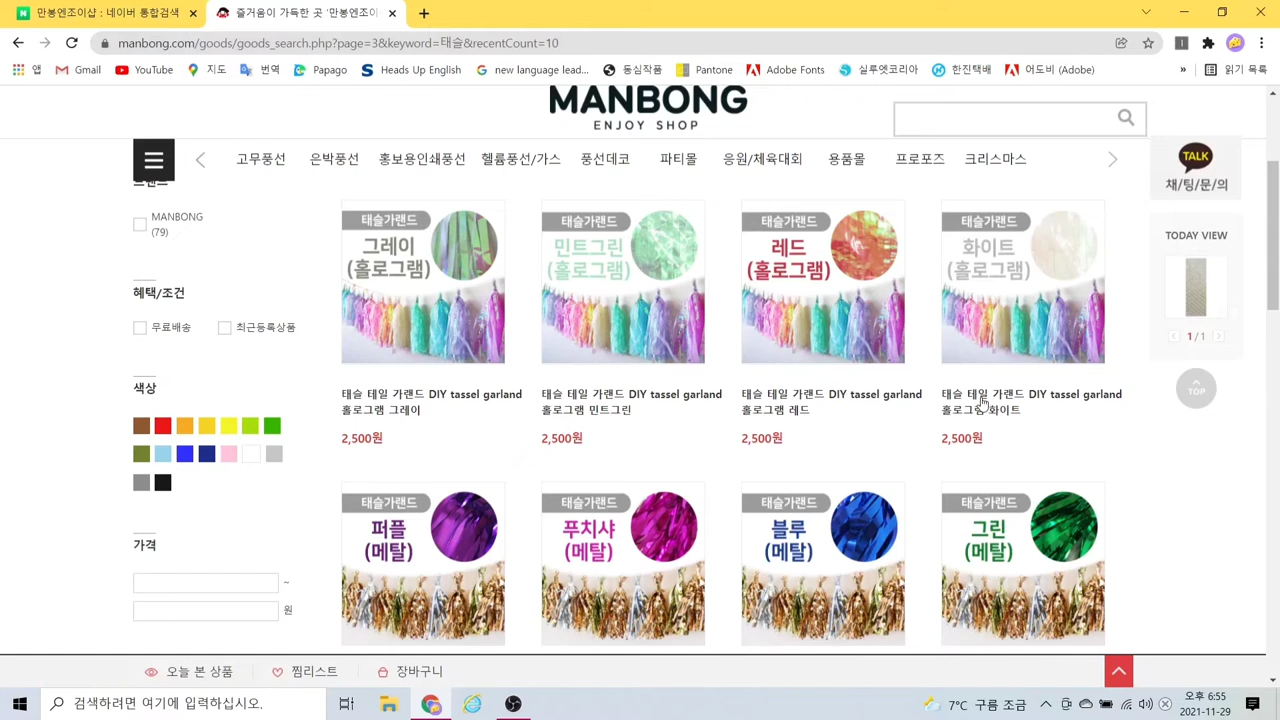 만봉엔조이샵 : 네이버 통합검색
즐거움이 가득한 곳 '만봉엔조이
manbong.com/goods/goods_search.php?page=3&keyword=태슬&recentCount=10
앱 Gmail YouTube 지도 번역 Papago Heads Up English new language lead... 동심작품 Pantone Adobe Fonts 실루엣코리아 한진택배 어도비 (Adobe) » 읽기 목록
MANBONG
ENJOY SHOP
고무풍선 은박풍선 홍보용인쇄풍선 헬륨풍선/가스 풍선데코 파티몰 응원/체육대회 용품몰 프로포즈 크리스마스
TALK
채/팅/문/의
TODAY VIEW
1 / 1
TOP
브랜드
MANBONG
(79)
혜택/조건
무료배송 최근등록상품
색상
가격
~
원
태슬가랜드
그레이
(홀로그램)
태슬 테일 가랜드 DIY tassel garland
홀로그램 그레이
2,500원
태슬가랜드
민트그린
(홀로그램)
태슬 테일 가랜드 DIY tassel garland
홀로그램 민트그린
2,500원
태슬가랜드
레드
(홀로그램)
태슬 테일 가랜드 DIY tassel garland
홀로그램 레드
2,500원
태슬가랜드
화이트
(홀로그램)
태슬 테일 가랜드 DIY tassel garland
홀로그램 화이트
2,500원
태슬가랜드
퍼플
(메탈)
태슬가랜드
푸치샤
(메탈)
태슬가랜드
블루
(메탈)
태슬가랜드
그린
(메탈)
오늘 본 상품 찜리스트 장바구니
검색하려면 여기에 입력하십시오.
7°C 구름 조금
오후 6:55
2021-11-29